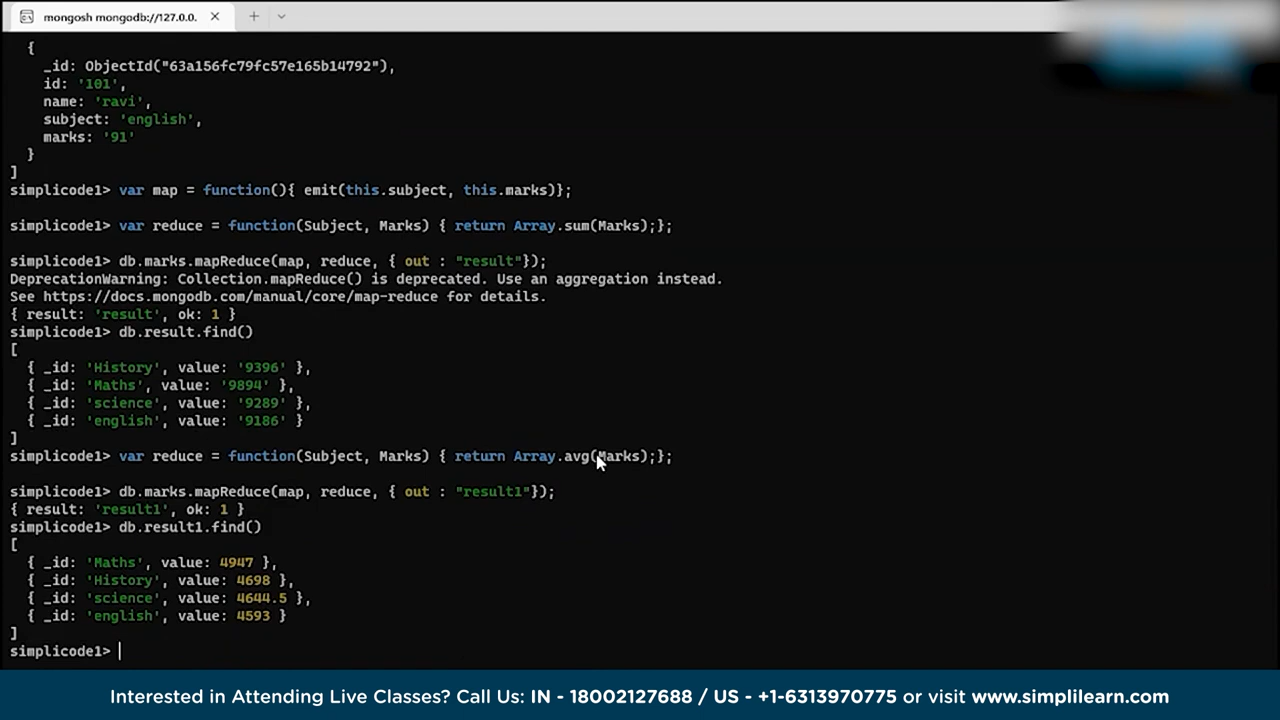 mongosh mongodb://127.0.0.
{
_id: ObjectId("63a156fc79fc57e165b14792"),
id: '101',
name: 'ravi',
subject: 'english',
marks: '91'
}
]
simplicode1> var map = function(){ emit(this.subject, this.marks)};
simplicode1> var reduce = function(Subject, Marks) { return Array.sum(Marks);};
simplicode1> db.marks.mapReduce(map, reduce, { out : "result"});
DeprecationWarning: Collection.mapReduce() is deprecated. Use an aggregation instead.
See https://docs.mongodb.com/manual/core/map-reduce for details.
{ result: 'result', ok: 1 }
simplicode1> db.result.find()
[
{ _id: 'History', value: '9396' },
{ _id: 'Maths', value: '9894' },
{ _id: 'science', value: '9289' },
{ _id: 'english', value: '9186' }
]
simplicode1> var reduce = function(Subject, Marks) { return Array.avg(Marks);};
simplicode1> db.marks.mapReduce(map, reduce, { out : "result1"});
{ result: 'result1', ok: 1 }
simplicode1> db.result1.find()
[
{ _id: 'Maths', value: 4947 },
{ _id: 'History', value: 4698 },
{ _id: 'science', value: 4644.5 },
{ _id: 'english', value: 4593 }
]
simplicode1>
Interested in Attending Live Classes? Call Us: IN - 18002127688 / US - +1-6313970775 or visit www.simplilearn.com